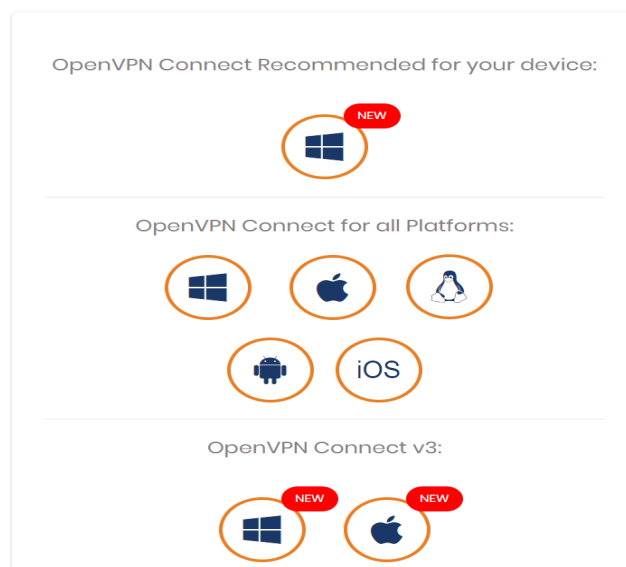 OpenVPN Connect Recommended for your device:
NEW
OpenVPN Connect for all Platforms:
iOS
OpenVPN Connect v3:
NEW
NEW